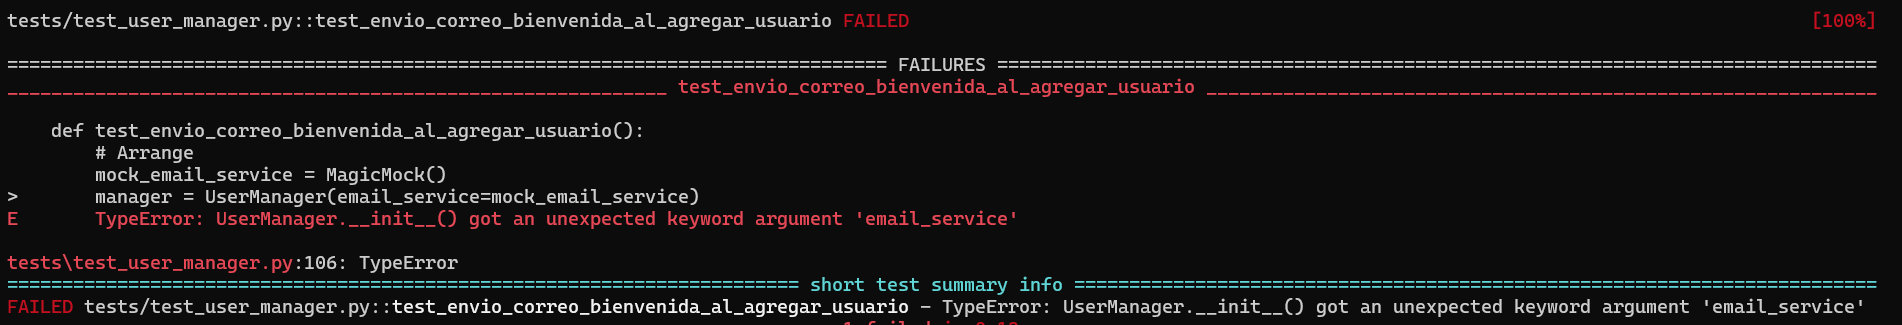 tests/test_user_manager.py::test_envio_correo_bienvenida_al_agregar_usuario FAILED [100%]
================================================================================ FAILURES ================================================================================
____________________________________________________________ test_envio_correo_bienvenida_al_agregar_usuario _____________________________________________________________
    def test_envio_correo_bienvenida_al_agregar_usuario():
        # Arrange
        mock_email_service = MagicMock()
>       manager = UserManager(email_service=mock_email_service)
E       TypeError: UserManager.__init__() got an unexpected keyword argument 'email_service'
tests\test_user_manager.py:106: TypeError
======================================================================== short test summary info =========================================================================
FAILED tests/test_user_manager.py::test_envio_correo_bienvenida_al_agregar_usuario - TypeError: UserManager.__init__() got an unexpected keyword argument 'email_service'